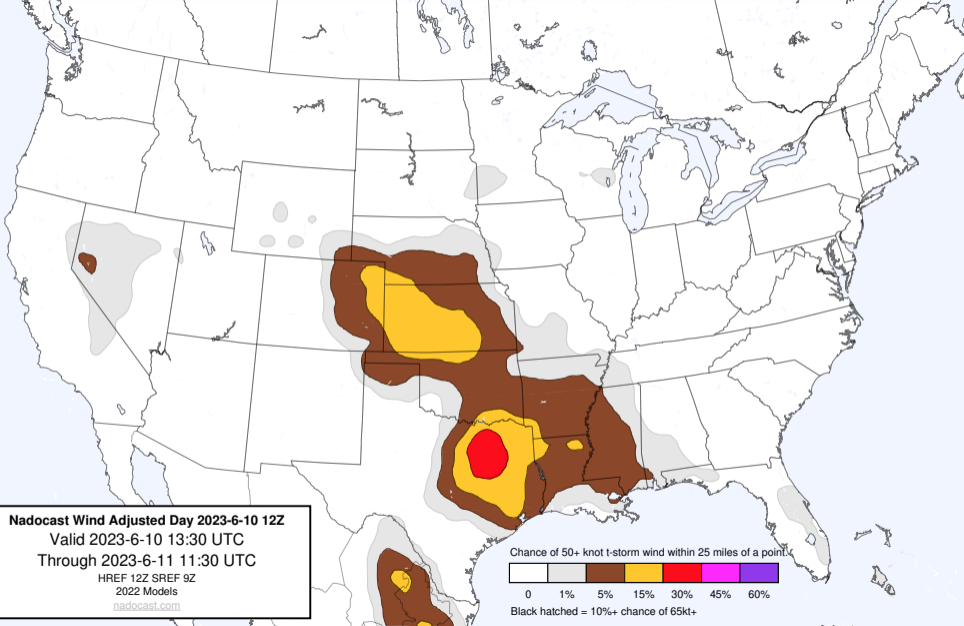 Nadocast Wind Adjusted Day 2023-6-10 12Z
Valid 2023-6-10 13:30 UTC
Through 2023-6-11 11:30 UTC
HREF 12Z SREF 9Z
2022 Models
nadocast.com
Chance of 50+ knot t-storm wind within 25 miles of a point.
0 1% 5% 15% 30% 45% 60%
Black hatched = 10%+ chance of 65kt+